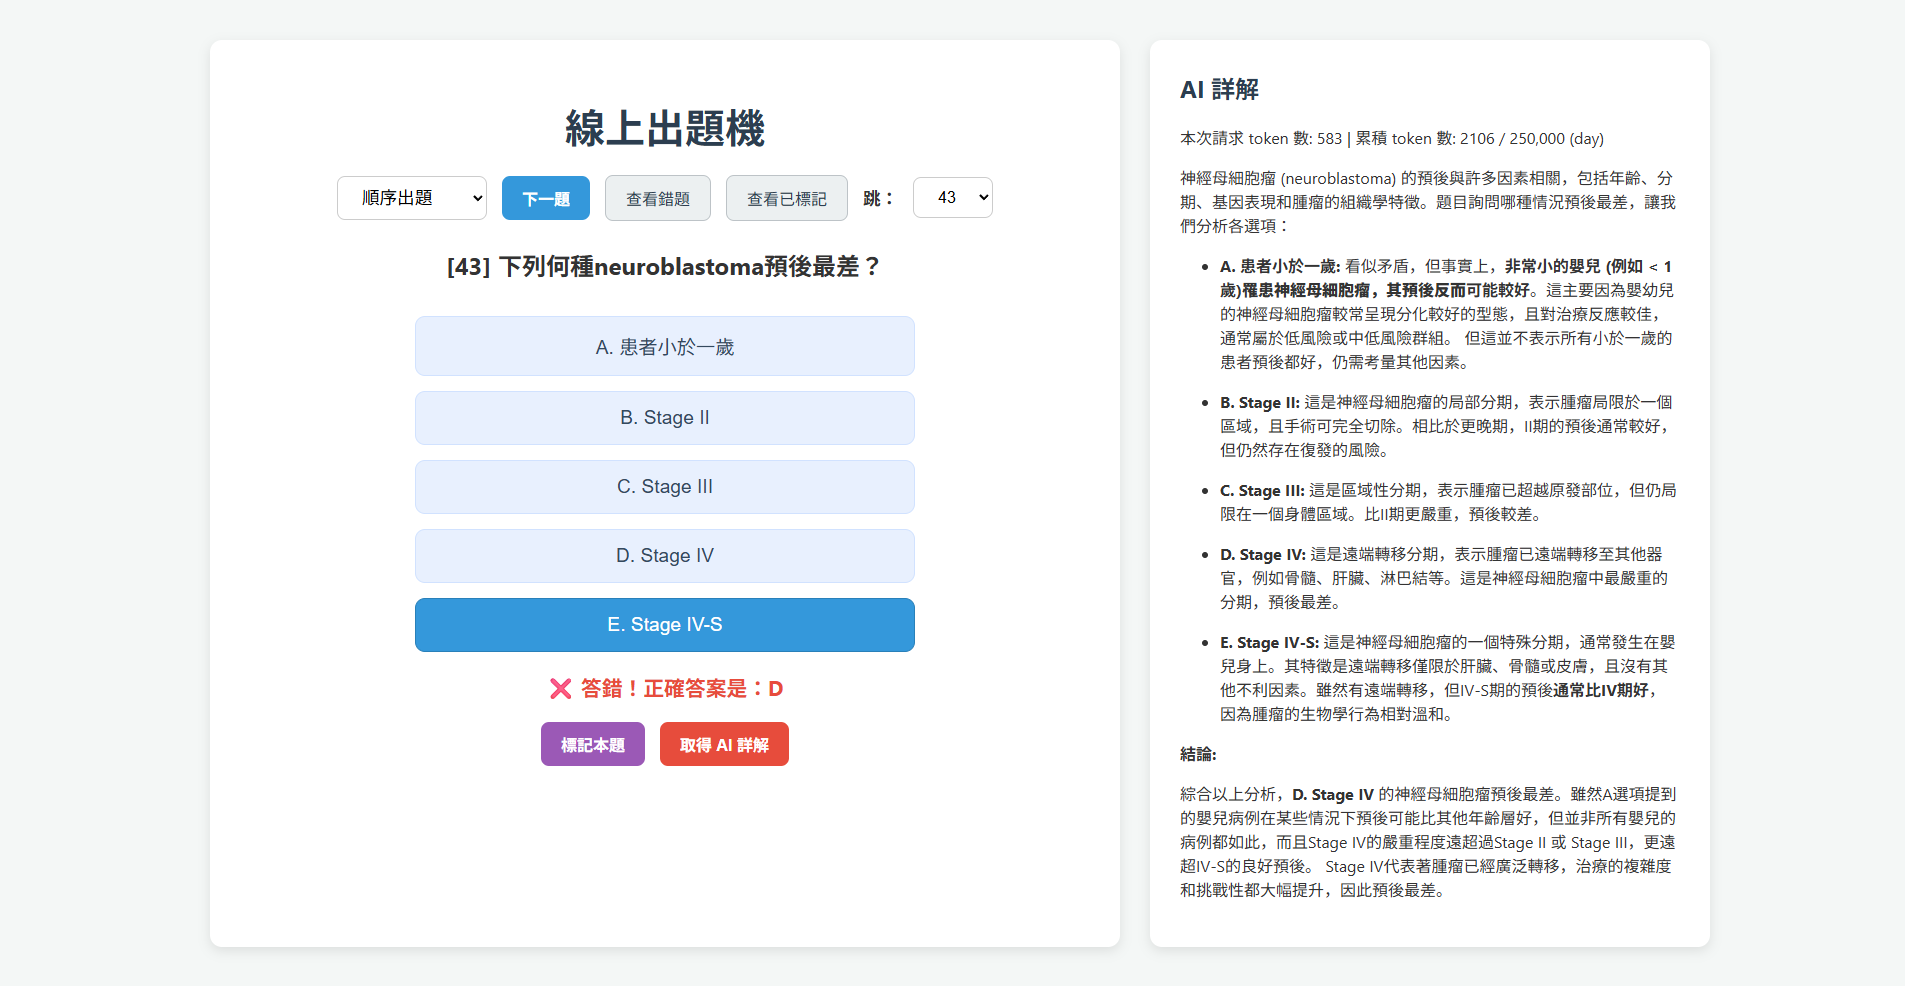 線上出題機
順序出題 下一題 查看錯題 查看已標記 跳： 43
[43] 下列何種neuroblastoma預後最差？
A. 患者小於一歲
B. Stage II
C. Stage III
D. Stage IV
E. Stage IV-S
❌ 答錯！正確答案是：D
標記本題 取得 AI 詳解
AI 詳解
本次請求 token 數: 583 | 累積 token 數: 2106 / 250,000 (day)
神經母細胞瘤 (neuroblastoma) 的預後與許多因素相關，包括年齡、分
期、基因表現和腫瘤的組織學特徵。題目詢問哪種情況預後最差，讓我
們分析各選項：
• A. 患者小於一歲: 看似矛盾，但事實上，非常小的嬰兒 (例如 < 1
歲)罹患神經母細胞瘤，其預後反而可能較好。這主要因為嬰幼兒
的神經母細胞瘤較常呈現分化較好的型態，且對治療反應較佳，
通常屬於低風險或中低風險群組。 但這並不表示所有小於一歲的
患者預後都好，仍需考量其他因素。
• B. Stage II: 這是神經母細胞瘤的局部分期，表示腫瘤局限於一個
區域，且手術可完全切除。相比於更晚期，II期的預後通常較好，
但仍然存在復發的風險。
• C. Stage III: 這是區域性分期，表示腫瘤已超越原發部位，但仍局
限在一個身體區域。比II期更嚴重，預後較差。
• D. Stage IV: 這是遠端轉移分期，表示腫瘤已遠端轉移至其他器
官，例如骨髓、肝臟、淋巴結等。這是神經母細胞瘤中最嚴重的
分期，預後最差。
• E. Stage IV-S: 這是神經母細胞瘤的一個特殊分期，通常發生在嬰
兒身上。其特徵是遠端轉移僅限於肝臟、骨髓或皮膚，且沒有其
他不利因素。雖然有遠端轉移，但IV-S期的預後通常比IV期好，
因為腫瘤的生物學行為相對溫和。
結論:
綜合以上分析，D. Stage IV 的神經母細胞瘤預後最差。雖然A選項提到
的嬰兒病例在某些情況下預後可能比其他年齡層好，但並非所有嬰兒的
病例都如此，而且Stage IV的嚴重程度遠超過Stage II 或 Stage III，更遠
超IV-S的良好預後。 Stage IV代表著腫瘤已經廣泛轉移，治療的複雜度
和挑戰性都大幅提升，因此預後最差。